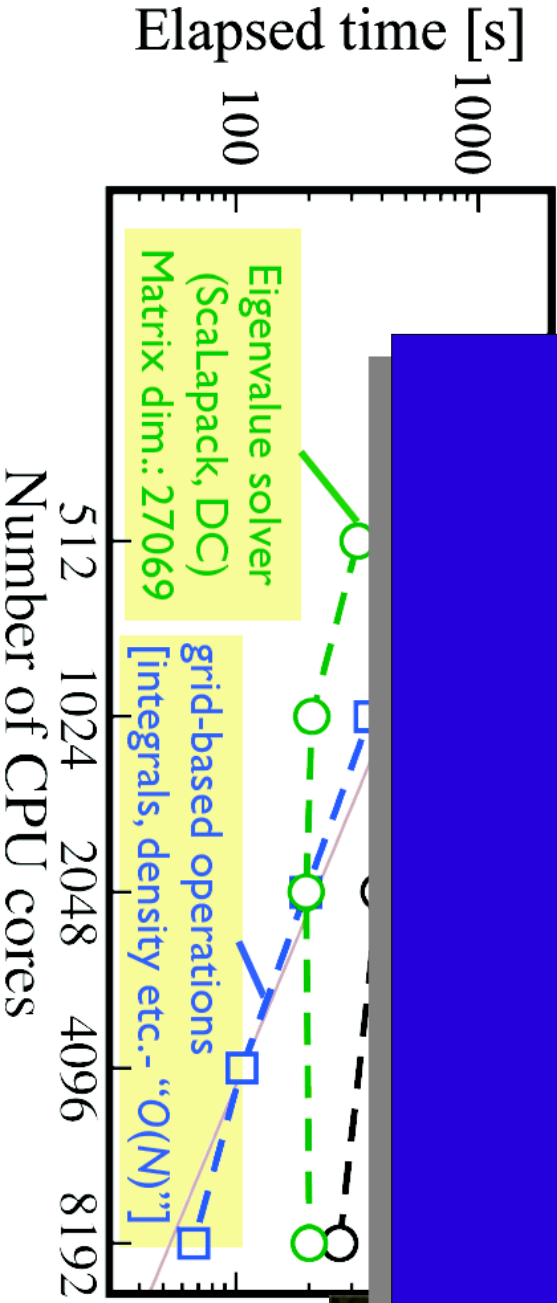 Elapsed time [s]
1000
100
Eigenvalue solver
(ScaLapack, DC)
Matrix dim.: 27069
grid-based operations
[integrals, density etc.- “O(N)”]
512
1024
2048
4096
8192
Number of CPU cores